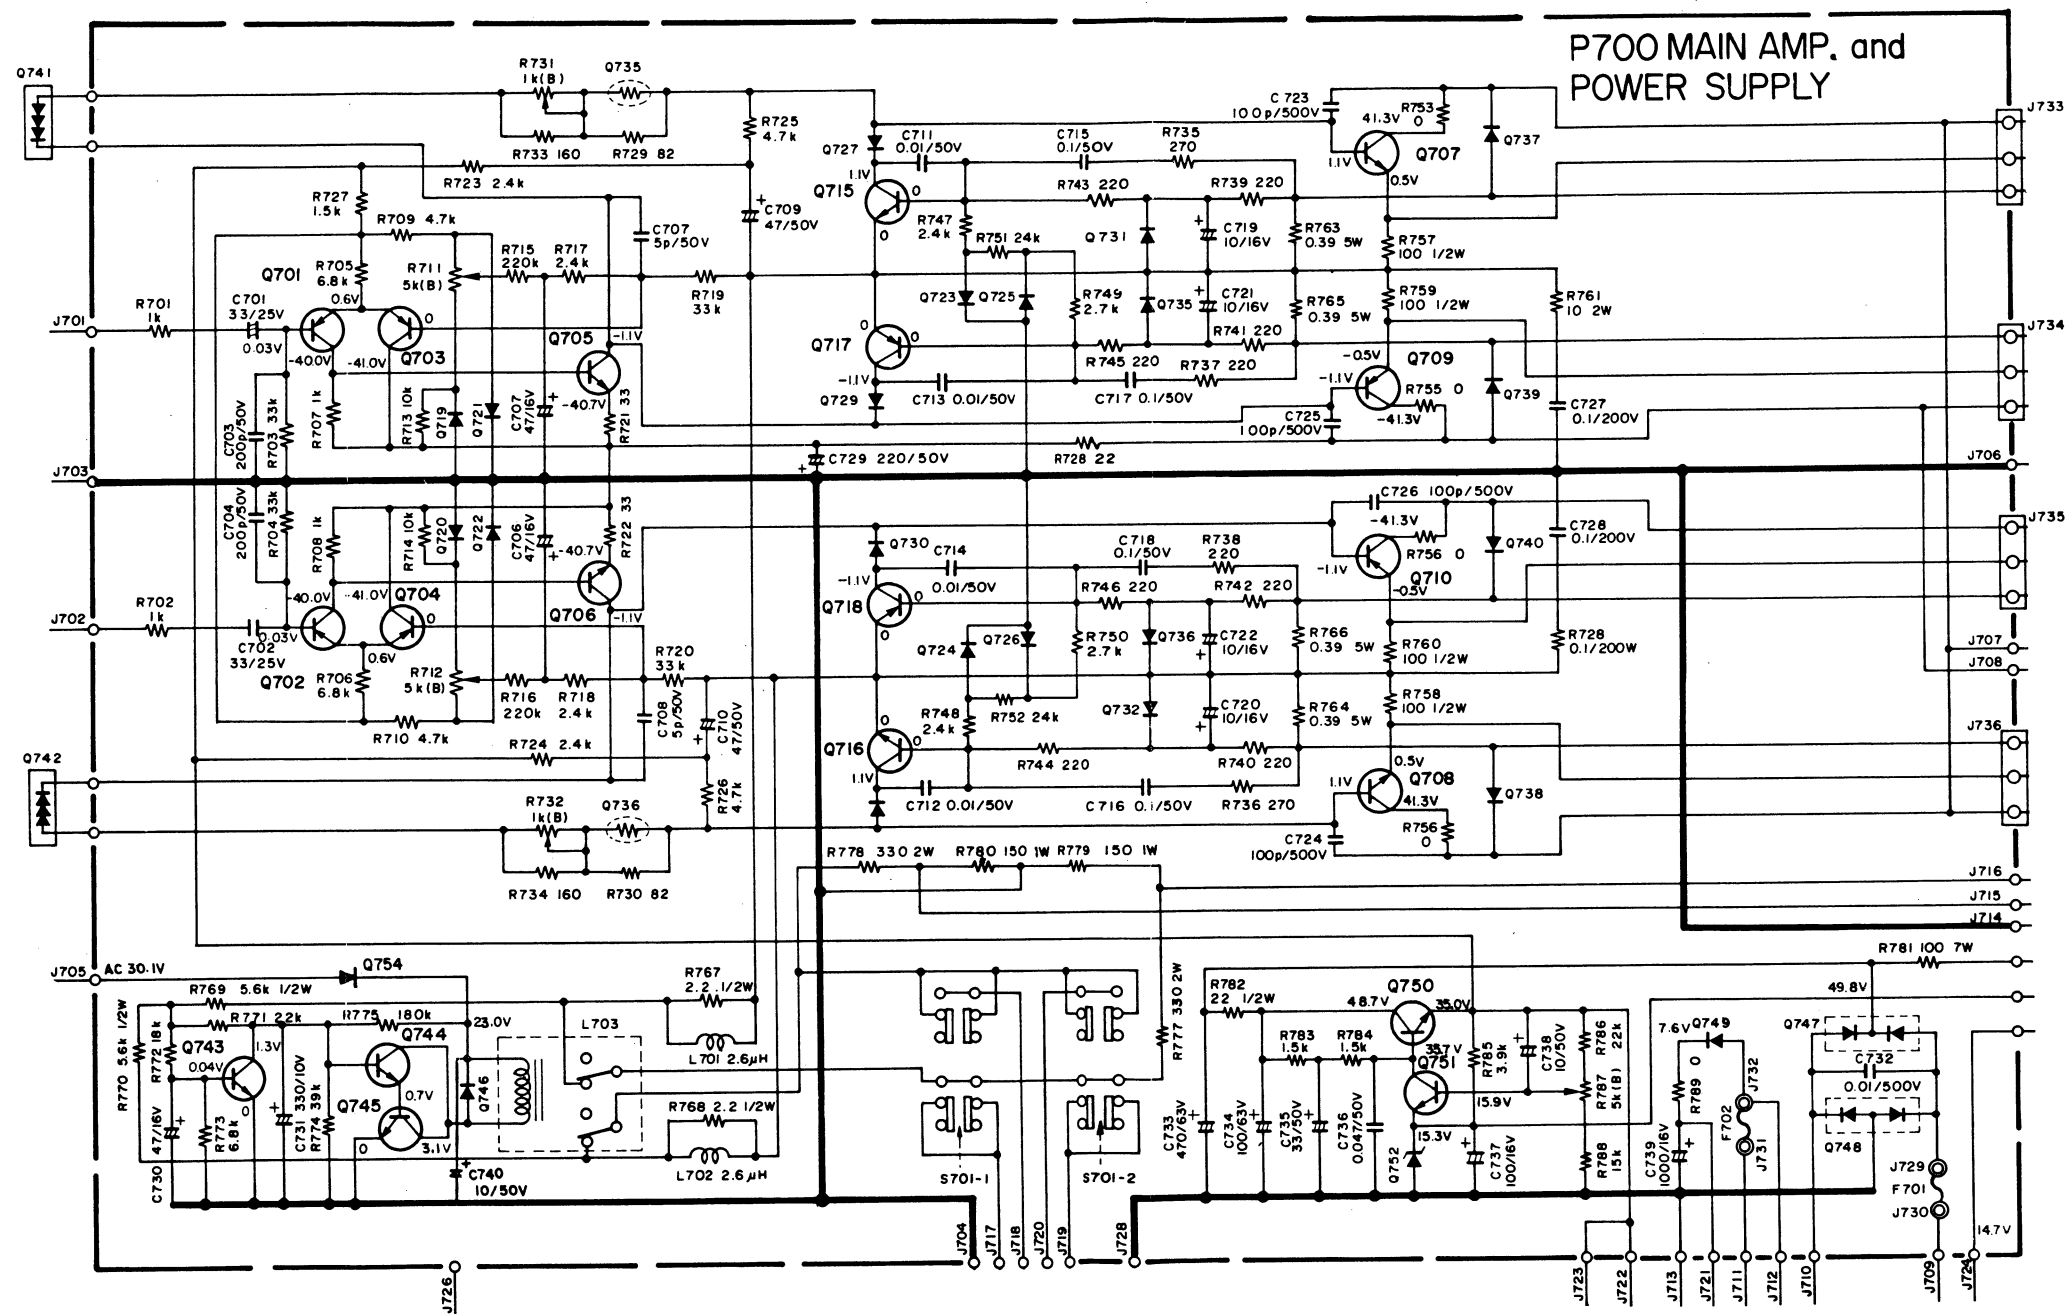 P700 MAIN AMP. and
POWER SUPPLY
Q741
R731
1k(B)
Q735
R733 160
R729 82
R725
4.7k
R723 2.4k
R727
1.5k
R709 4.7k
C709
47/50V
C707
5p/50V
Q701
R705
6.8k
R711
5k(B)
R715
220k
R717
2.4k
R719
33k
0.6V
0
J701
R701
1k
C701
33/25V
0.03V
-40.0V
-41.0V
Q703
Q705
-1.1V
-40.7V
C703
200p/50V
R703 33k
R707 1k
R713 10k
Q719
Q721
C707
47/16V
R721 33
J703
C729 220/50V
R728 22
Q727
C711
0.01/50V
C715
0.1/50V
R735
270
1.1V
Q715
0
0
R743 220
R739 220
R747
2.4k
R751 24k
Q731
C719
10/16V
R763
0.39 5W
Q723
Q725
R749
2.7k
Q735
C721
10/16V
R765
0.39 5W
Q717
0
0
R745 220
R741 220
R737 220
-1.1V
Q729
C713 0.01/50V
C717 0.1/50V
C723
100p/500V
41.3V
R753
0
Q737
Q707
1.1V
0.5V
R757
100 1/2W
R759
100 1/2W
R761
10 2W
-0.5V
Q709
-1.1V
R755 0
-41.3V
C725
100p/500V
Q739
C727
0.1/200V
J733
J734
J706
C704
200p/50V
R704 33k
R708 1k
R714 10k
Q720
Q722
C706
47/16V
-40.7V
R722 33
J702
R702
1k
C702
33/25V
0.03V
-40.0V
-41.0V
Q704
0
Q706
-1.1V
Q702
0.6V
R706
6.8k
R712
5k(B)
R716
220k
R718
2.4k
R720
33k
C708
5p/50V
C710
47/50V
R710 4.7k
R724 2.4k
R726
4.7k
Q742
R732
1k(B)
Q736
R734 160
R730 82
Q730
C714
0.01/50V
C718
0.1/50V
R738
220
-1.1V
Q718
0
0
R746 220
R742 220
Q724
Q726
R750
2.7k
Q736
C722
10/16V
R766
0.39 5W
R748
2.4k
R752 24k
Q732
C720
10/16V
R764
0.39 5W
Q716
0
0
1.1V
R744 220
R740 220
C712 0.01/50V
C716 0.1/50V
R736 270
C726 100p/500V
-41.3V
R756 0
Q740
C728
0.1/200V
-1.1V
Q710
-0.5V
R760
100 1/2W
R728
0.1/200W
R758
100 1/2W
0.5V
1.1V
Q708
41.3V
R756
0
Q738
C724
100p/500V
J735
J707
J708
J736
R778 330 2W
R780 150 1W
R779 150 1W
J716
J715
J714
J705
AC 30.1V
Q754
R769 5.6k 1/2W
R770 5.6k 1/2W
R771 22k
R772 18k
R775 180k
Q743
1.3V
0.04V
0
Q744
23.0V
0.7V
Q745
0
3.1V
C730 47/16V
R773
6.8k
C731 330/10V
R774 39k
Q746
C740
10/50V
L703
R767
2.2 1/2W
L701 2.6μH
R768 2.2 1/2W
L702 2.6μH
S701-1
S701-2
R777 330 2W
R782
22 1/2W
48.7V
Q750
35.0V
R783
1.5k
R784
1.5k
35.7V
Q751
15.9V
15.3V
R785
3.9k
C738
10/50V
R786
22k
R787
5k(B)
R788
15k
C733
470/63V
C734
100/63V
C735
33/50V
C736
0.047/50V
Q752
C737
100/16V
7.6V
Q749
R789
0
C739
1000/16V
J732
F702
J731
R781 100 7W
49.8V
Q747
C732
0.01/500V
Q748
J729
F701
J730
14.7V
J726
J704
J717
J718
J720
J719
J728
J723
J722
J713
J721
J711
J712
J710
J709
J724